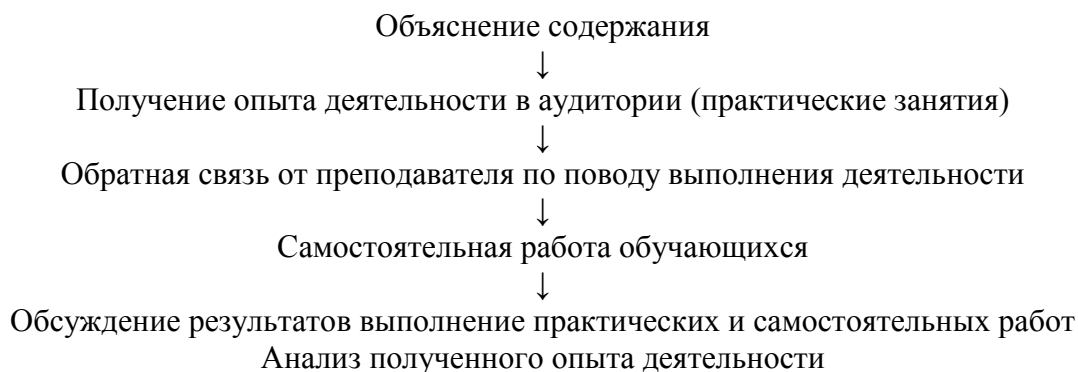 Объяснение содержания
↓
Получение опыта деятельности в аудитории (практические занятия)
↓
Обратная связь от преподавателя по поводу выполнения деятельности
↓
Самостоятельная работа обучающихся
↓
Обсуждение результатов выполнение практических и самостоятельных работ
Анализ полученного опыта деятельности